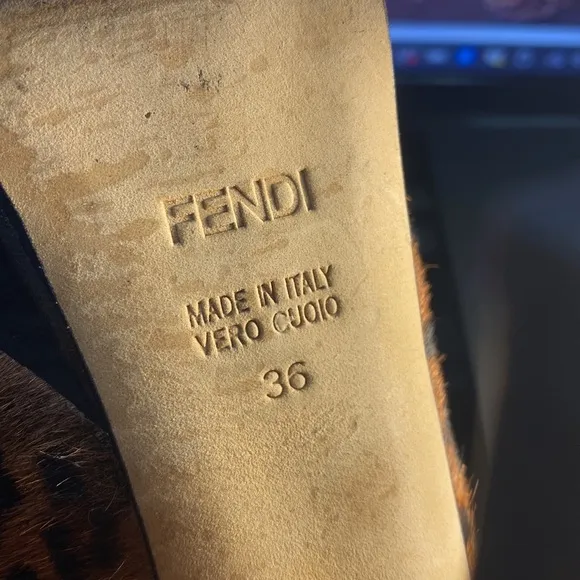 FENDI
MADE IN ITALY
VERO CUOIO
36